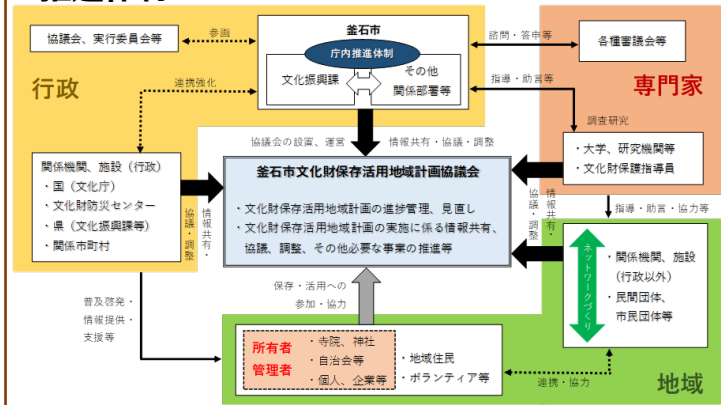 協議会、実行委員会等
参画
釜石市
庁内推進体制
文化振興課
その他
関係部署等
諮問・答申等
各種審議会等
行政
専門家
連携強化
指導・助言等
調査研究
協議会の設置、運営
情報共有・協議・調整
・大学、研究機関等
・文化財保護指導員
関係機関、施設（行政）
・国（文化庁）
・文化財防災センター
・県（文化振興課等）
・関係市町村
情報共有・
協議・調整
釜石市文化財保存活用地域計画協議会
・文化財保存活用地域計画の進捗管理、見直し
・文化財保存活用地域計画の実施に係る情報共有、
協議、調整、その他必要な事業の推進等
情報共有・
協議・調整
指導・助言・協力等
ネットワークづくり
・関係機関、施設
（行政以外）
・民間団体、
市民団体等
保存・活用への
参加・協力
普及啓発・
情報提供・
支援等
所有者
管理者
・寺院、神社
・自治会等
・個人、企業等
・地域住民
・ボランティア等
連携・協力
地域